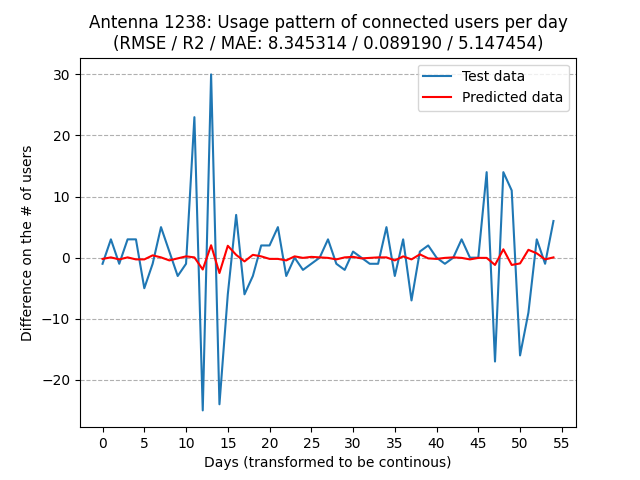 Antenna 1238: Usage pattern of connected users per day
(RMSE / R2 / MAE: 8.345314 / 0.089190 / 5.147454)
Test data
Predicted data
Difference on the # of users
30
20
10
0
−10
−20
0 5 10 15 20 25 30 35 40 45 50 55
Days (transformed to be continous)